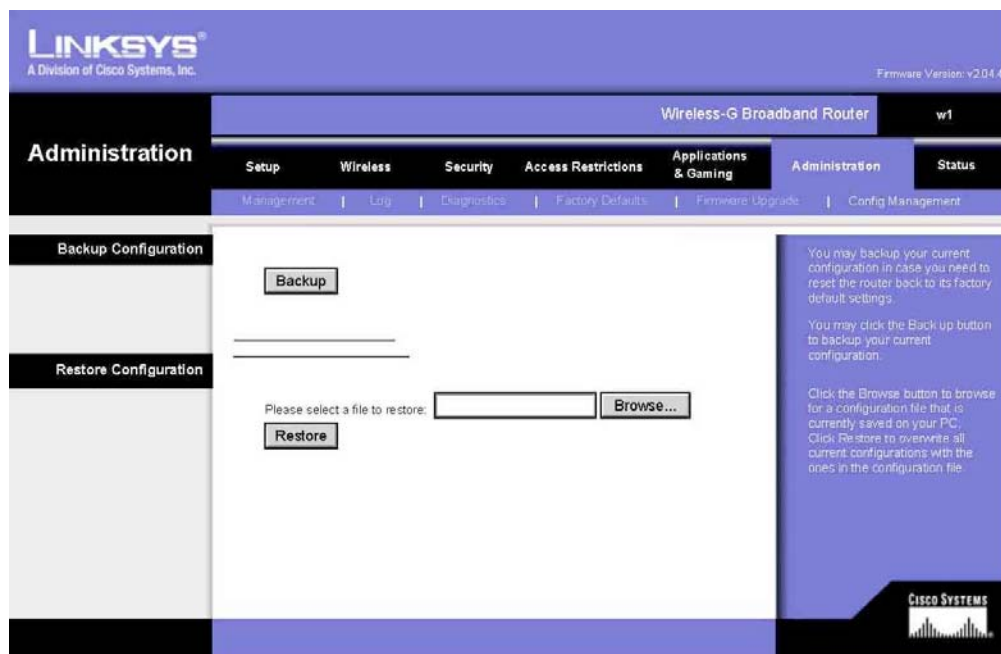 LINKSYS®
A Division of Cisco Systems, Inc.
Firmware Version: v2.04.4
Wireless-G Broadband Router
w1
Administration
Setup
Wireless
Security
Access Restrictions
Applications
& Gaming
Administration
Status
Management | Log | Diagnostics | Factory Defaults | Firmware Upgrade | Config Management
Backup Configuration
Backup
Restore Configuration
Please select a file to restore:
Browse...
Restore
You may backup your current
configuration in case you need to
reset the router back to its factory
default settings.
You may click the Back up button
to backup your current
configuration.
Click the Browse button to browse
for a configuration file that is
currently saved on your PC.
Click Restore to overwrite all
current configurations with the
ones in the configuration file.
CISCO SYSTEMS